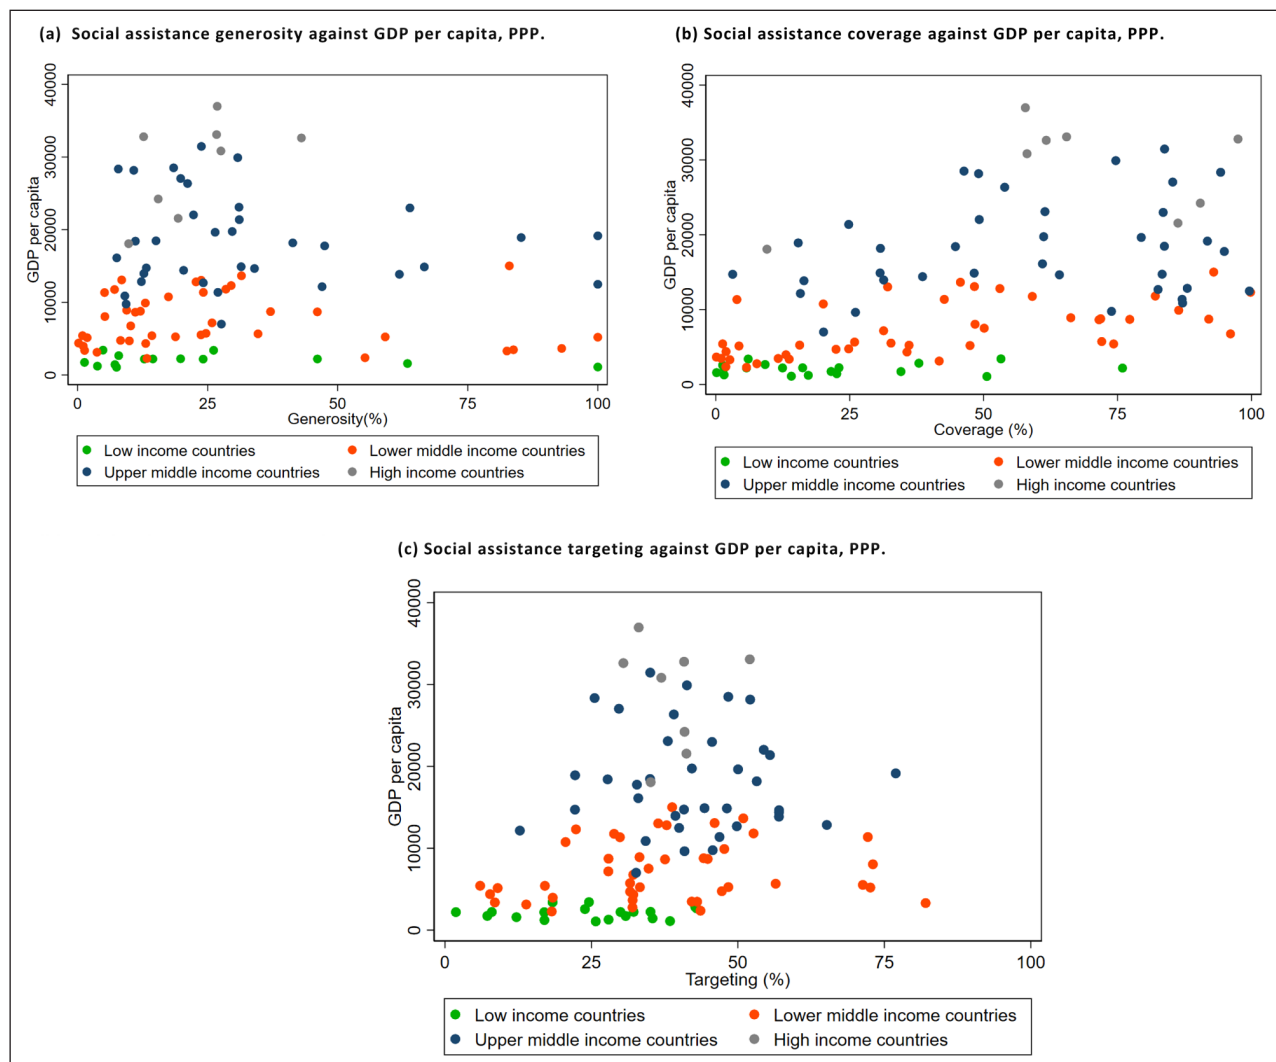 (a) Social assistance generosity against GDP per capita, PPP.
GDP per capita
40000
30000
20000
10000
0
0 25 50 75 100
Generosity(%)
Low income countries Lower middle income countries
Upper middle income countries High income countries
(b) Social assistance coverage against GDP per capita, PPP.
GDP per capita
40000
30000
20000
10000
0
0 25 50 75 100
Coverage (%)
Low income countries Lower middle income countries
Upper middle income countries High income countries
(c) Social assistance targeting against GDP per capita, PPP.
GDP per capita
40000
30000
20000
10000
0
0 25 50 75 100
Targeting (%)
Low income countries Lower middle income countries
Upper middle income countries High income countries